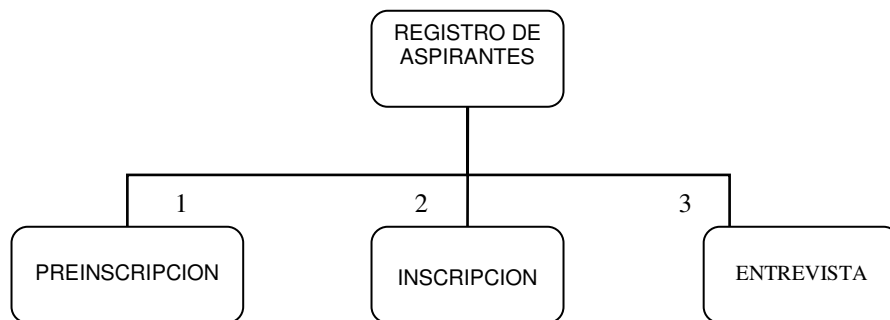 REGISTRO DE
ASPIRANTES
1
2
3
PREINSCRIPCION
INSCRIPCION
ENTREVISTA